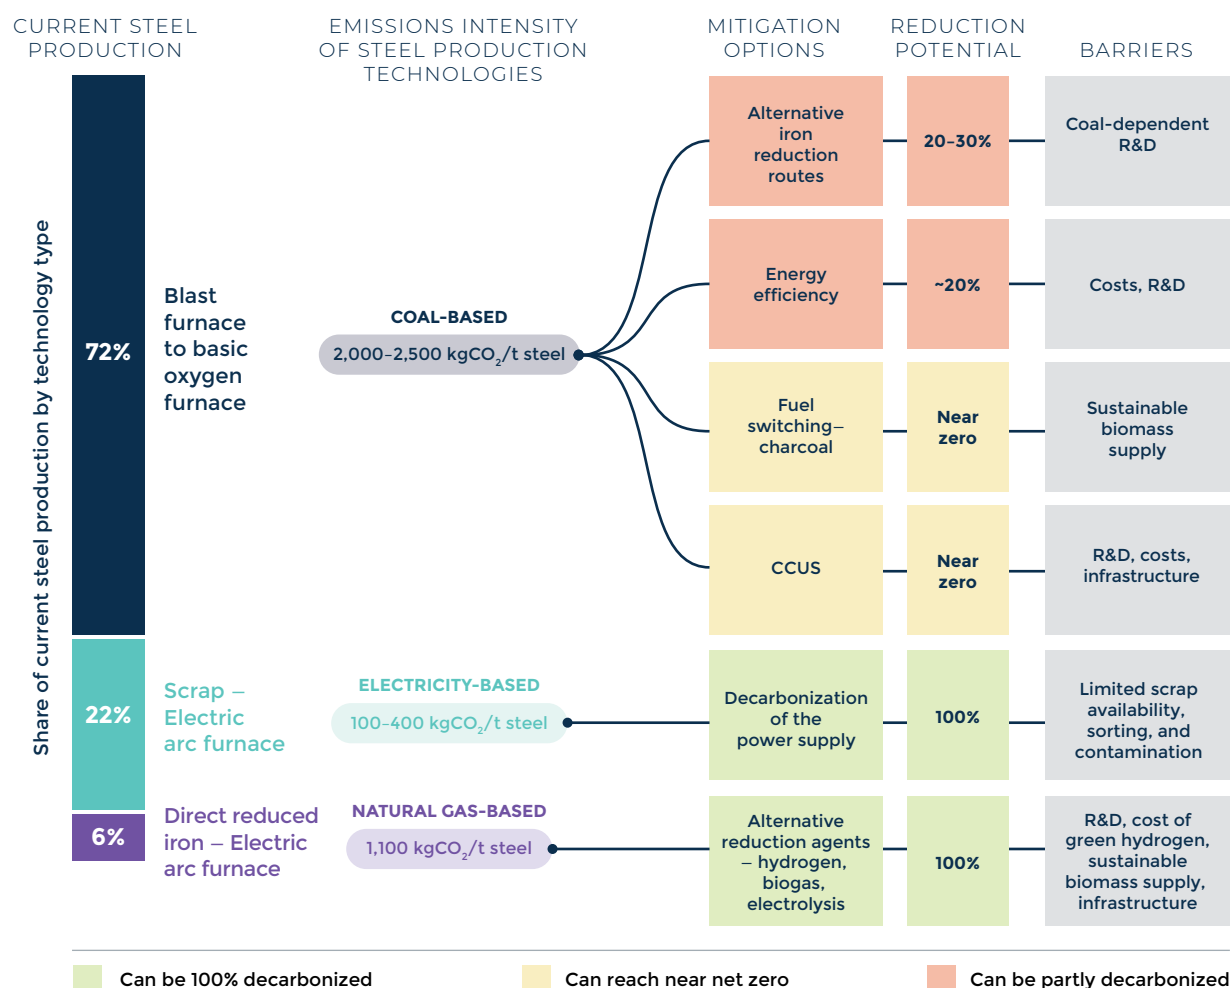 CURRENT STEEL
PRODUCTION
EMISSIONS INTENSITY
OF STEEL PRODUCTION
TECHNOLOGIES
MITIGATION
OPTIONS
REDUCTION
POTENTIAL
BARRIERS
Share of current steel production by technology type
72%
Blast
furnace
to basic
oxygen
furnace
COAL-BASED
2,000–2,500 kgCO₂/t steel
Alternative
iron
reduction
routes
20–30%
Coal-dependent
R&D
Energy
efficiency
~20%
Costs, R&D
Fuel
switching—
charcoal
Near
zero
Sustainable
biomass
supply
CCUS
Near
zero
R&D, costs,
infrastructure
22%
Scrap —
Electric
arc furnace
ELECTRICITY-BASED
100–400 kgCO₂/t steel
Decarbonization
of the
power supply
100%
Limited scrap
availability,
sorting, and
contamination
6%
Direct reduced
iron — Electric
arc furnace
NATURAL GAS-BASED
1,100 kgCO₂/t steel
Alternative
reduction agents
— hydrogen,
biogas,
electrolysis
100%
R&D, cost of
green hydrogen,
sustainable
biomass supply,
infrastructure
Can be 100% decarbonized
Can reach near net zero
Can be partly decarbonized